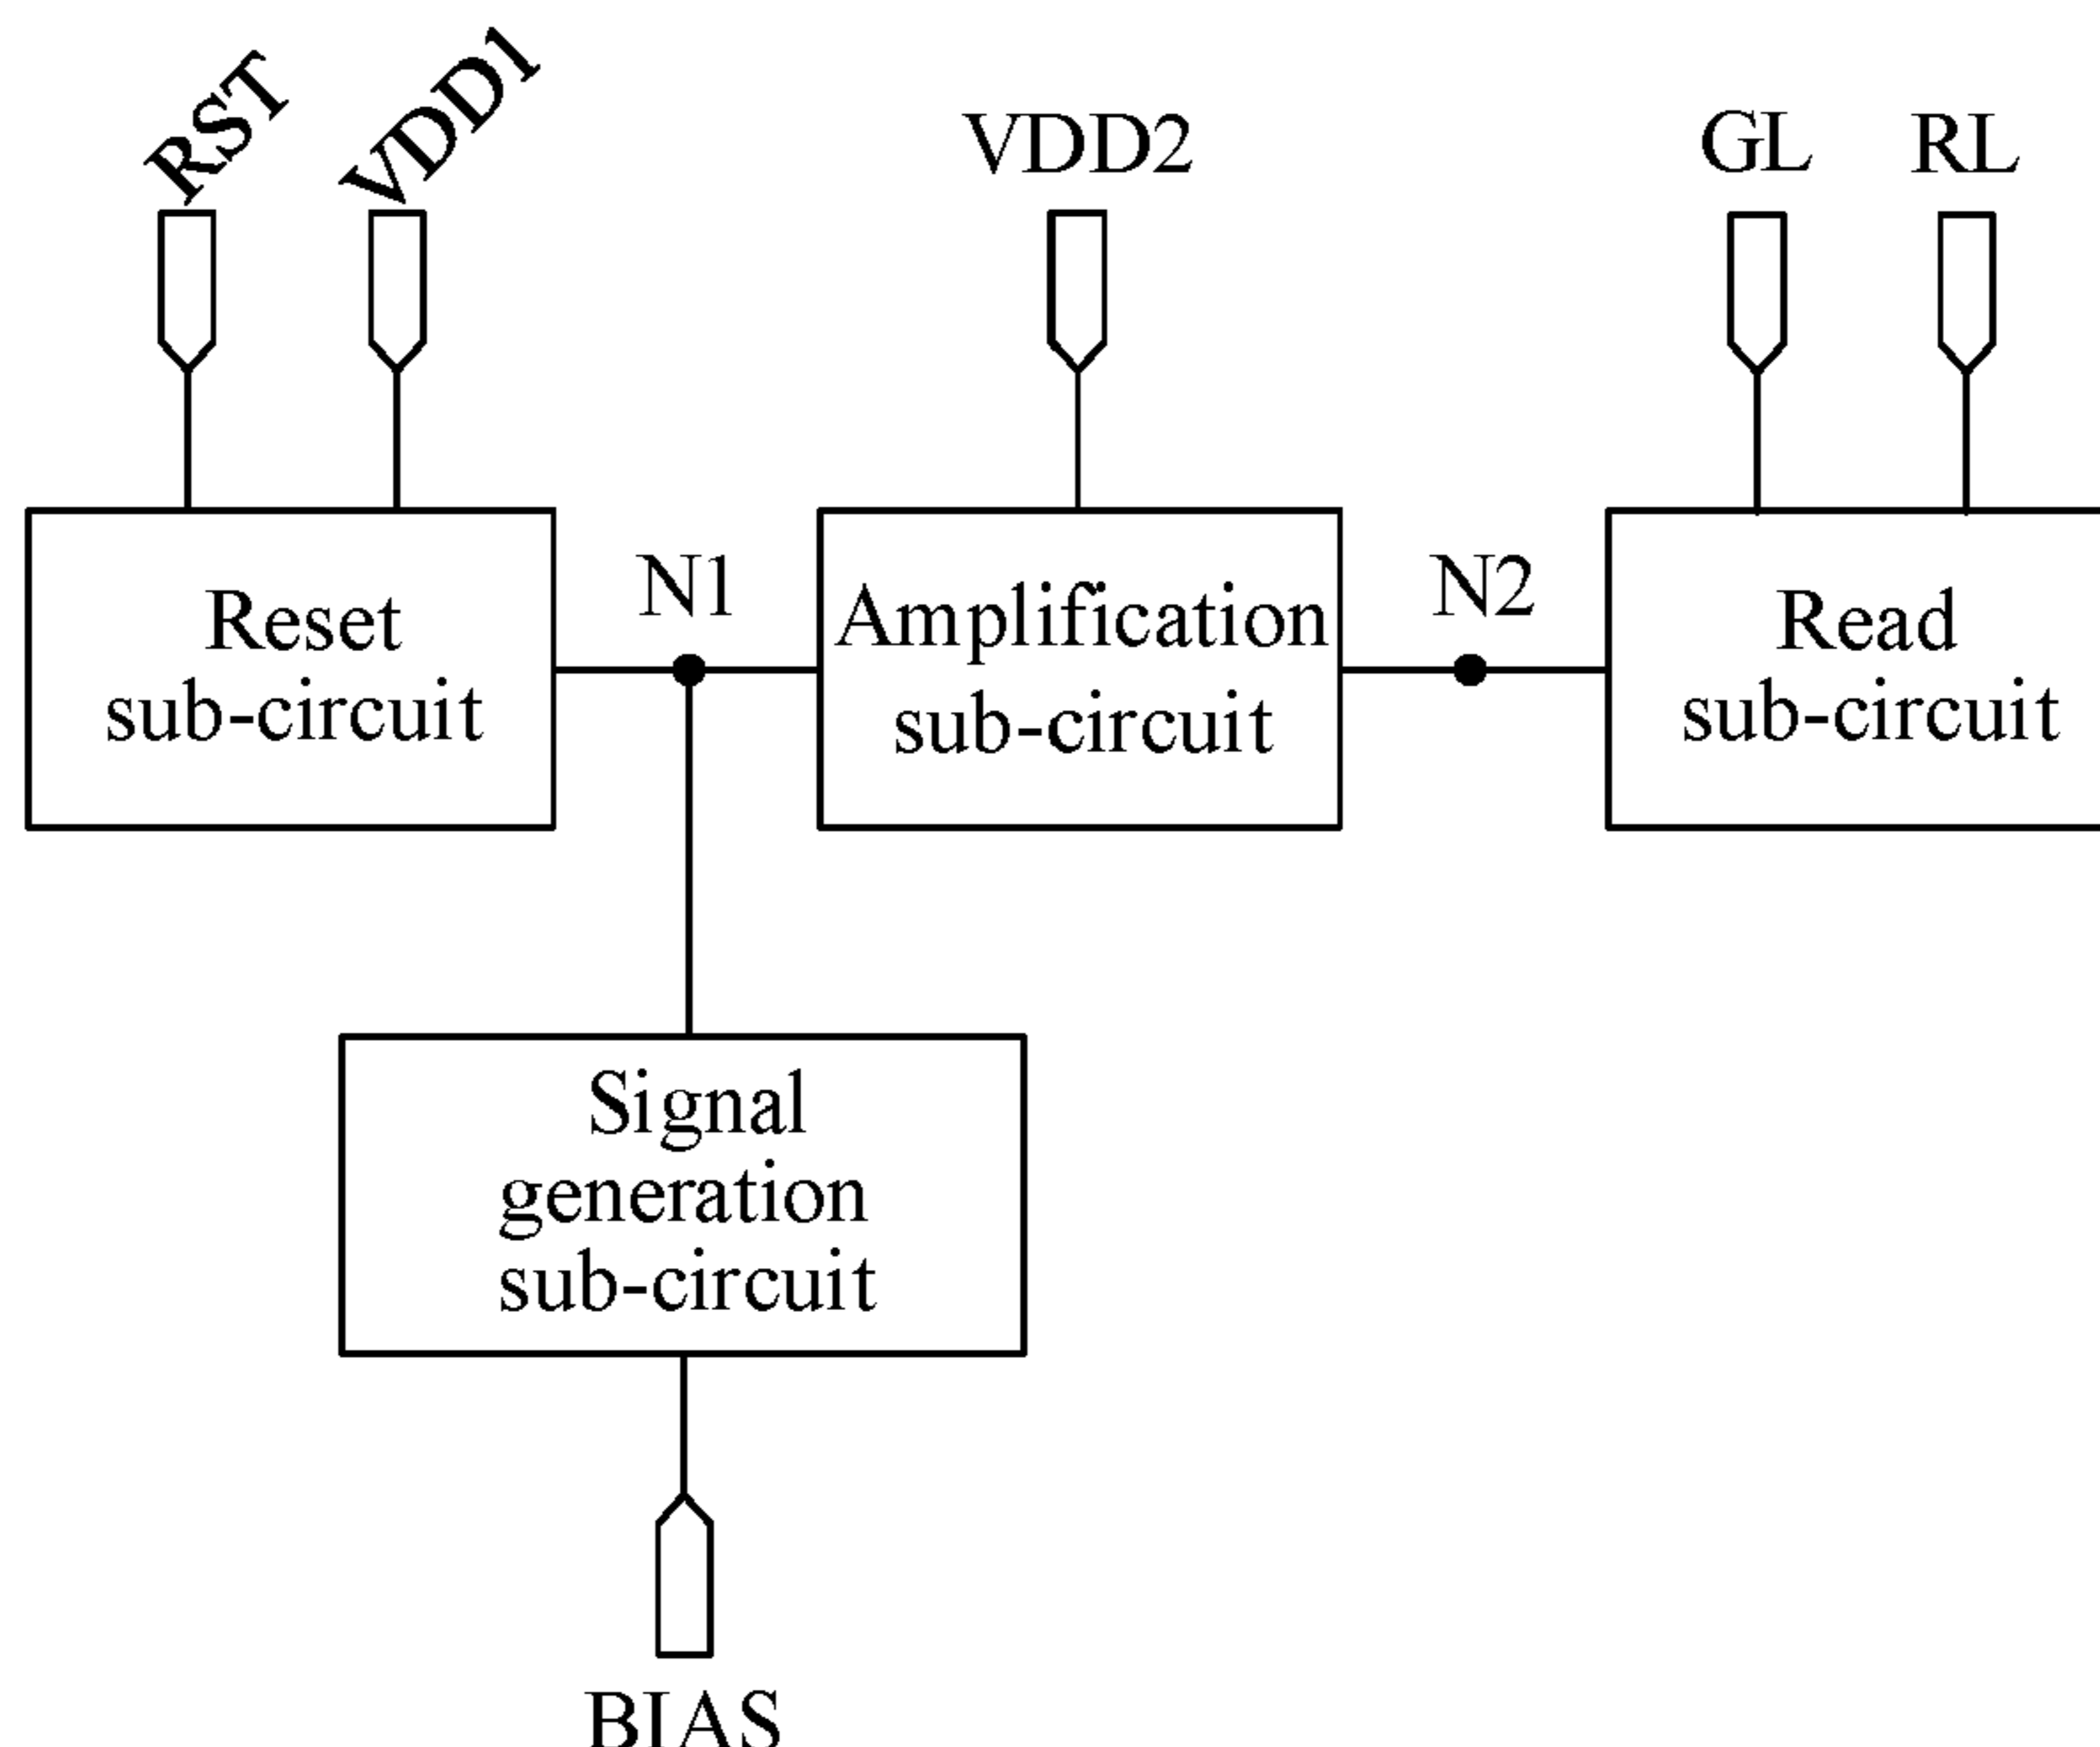 RST
VDD1
VDD2
GL
RL
Reset
sub-circuit
N1
Amplification
sub-circuit
N2
Read
sub-circuit
Signal
generation
sub-circuit
BIAS